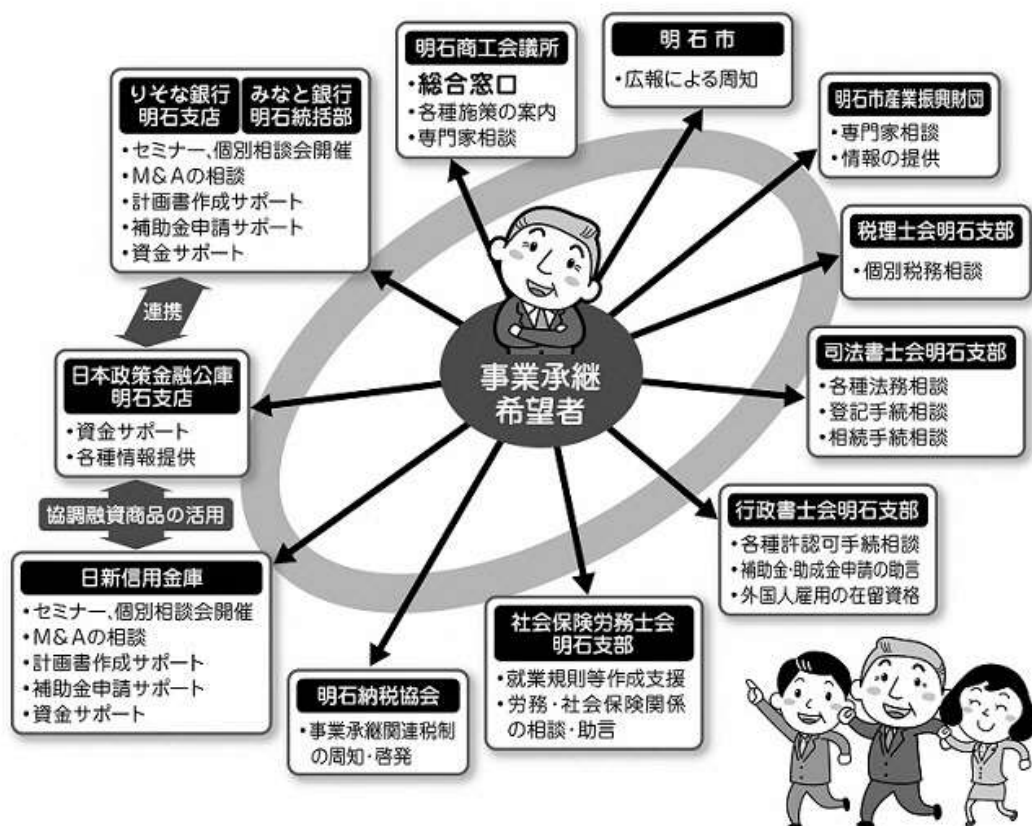 明石商工会議所
・総合窓口
・各種施策の案内
・専門家相談
明石市
・広報による周知
明石市産業振興財団
・専門家相談
・情報の提供
税理士会明石支部
・個別税務相談
司法書士会明石支部
・各種法務相談
・登記手続相談
・相続手続相談
行政書士会明石支部
・各種許認可手続相談
・補助金・助成金申請の助言
・外国人雇用の在留資格
社会保険労務士会
明石支部
・就業規則等作成支援
・労務・社会保険関係
の相談・助言
明石納税協会
・事業承継関連税制
の周知・啓発
日新信用金庫
・セミナー、個別相談会開催
・M&Aの相談
・計画書作成サポート
・補助金申請サポート
・資金サポート
協調融資商品の活用
日本政策金融公庫
明石支店
・資金サポート
・各種情報提供
連携
りそな銀行
明石支店
みなと銀行
明石統括部
・セミナー、個別相談会開催
・M&Aの相談
・計画書作成サポート
・補助金申請サポート
・資金サポート
事業承継
希望者